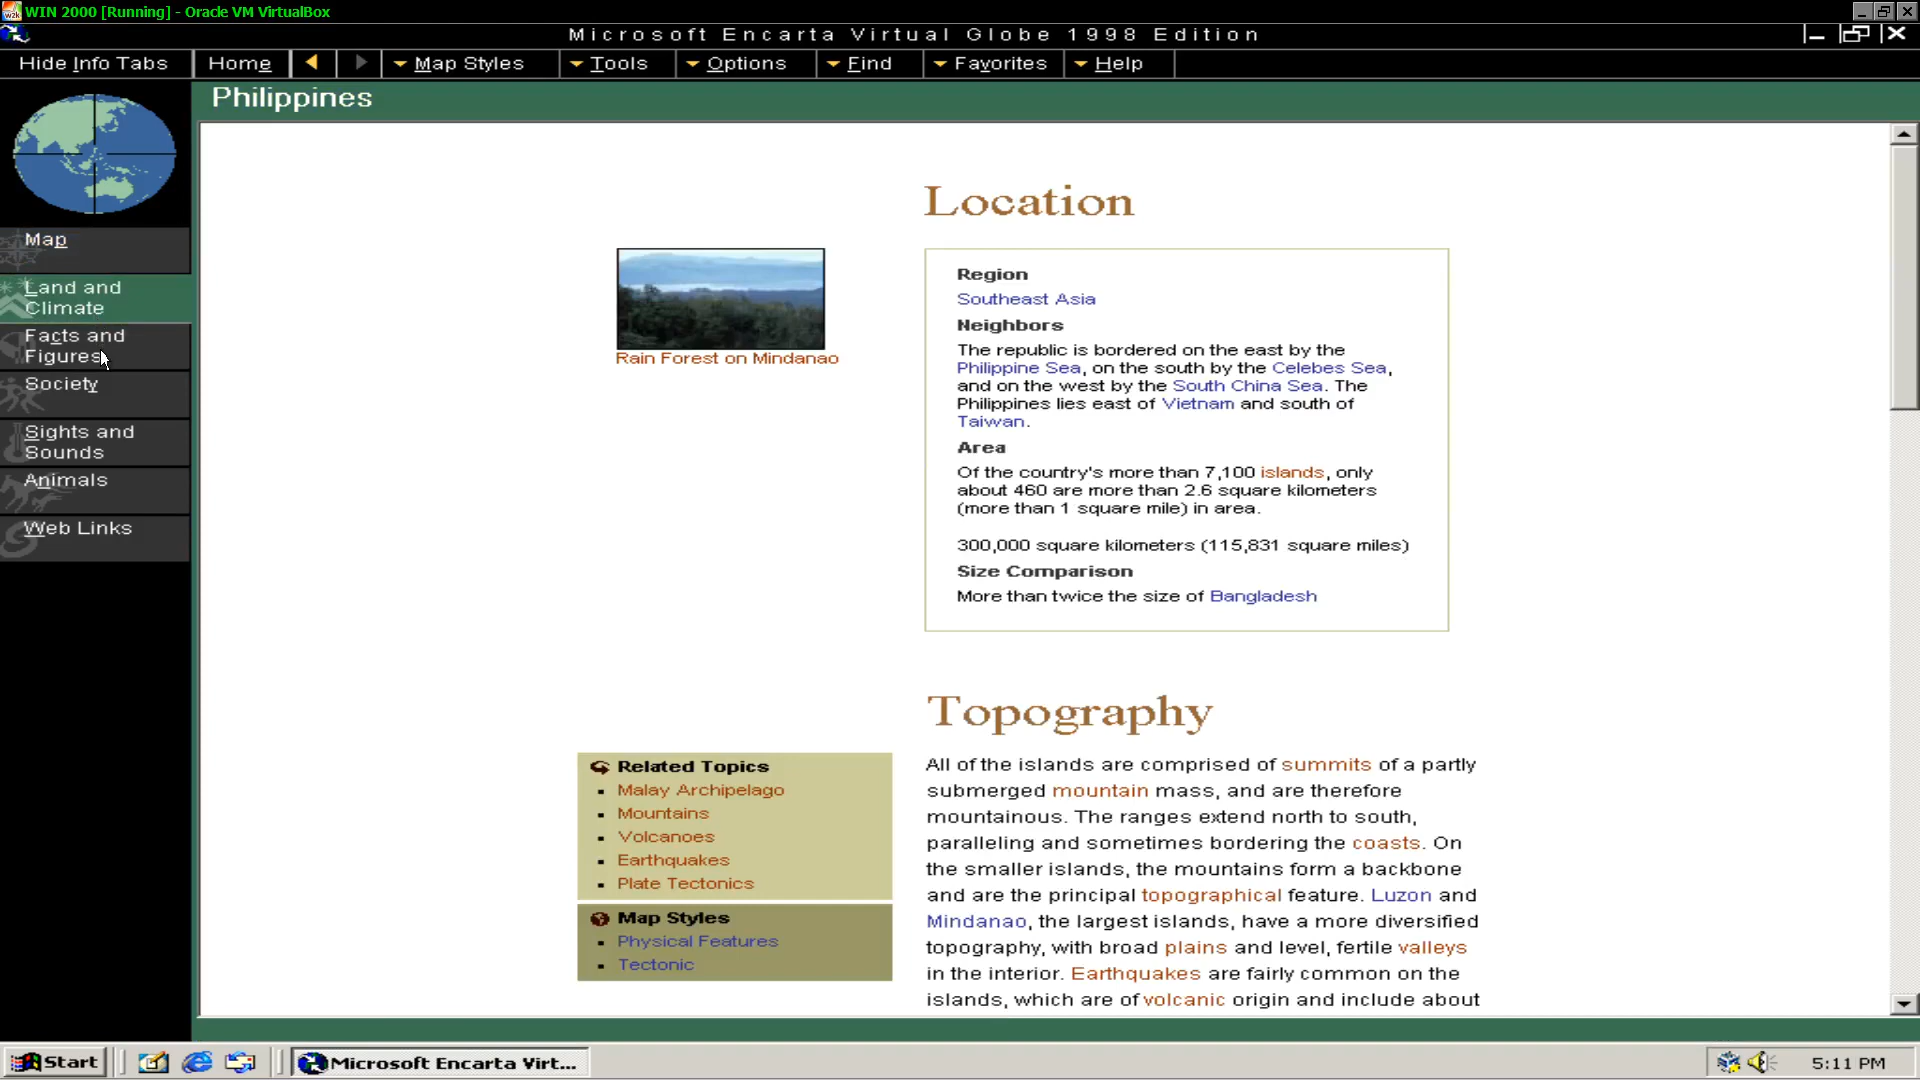 WIN 2000 [Running] - Oracle VM VirtualBox
Microsoft Encarta Virtual Globe 1998 Edition
Hide Info Tabs
Home
Map Styles
Tools
Options
Find
Favorites
Help
Philippines
Map
Land and
Climate
Facts and
Figures
Society
Sights and
Sounds
Animals
Web Links
Location
Rain Forest on Mindanao
Region
Southeast Asia
Neighbors
The republic is bordered on the east by the
Philippine Sea, on the south by the Celebes Sea,
and on the west by the South China Sea. The
Philippines lies east of Vietnam and south of
Taiwan.
Area
Of the country's more than 7,100 islands, only
about 460 are more than 2.6 square kilometers
(more than 1 square mile) in area.
300,000 square kilometers (115,831 square miles)
Size Comparison
More than twice the size of Bangladesh
Topography
Related Topics
Malay Archipelago
Mountains
Volcanoes
Earthquakes
Plate Tectonics
Map Styles
Physical Features
Tectonic
All of the islands are comprised of summits of a partly
submerged mountain mass, and are therefore
mountainous. The ranges extend north to south,
paralleling and sometimes bordering the coasts. On
the smaller islands, the mountains form a backbone
and are the principal topographical feature. Luzon and
Mindanao, the largest islands, have a more diversified
topography, with broad plains and level, fertile valleys
in the interior. Earthquakes are fairly common on the
islands, which are of volcanic origin and include about
Start
Microsoft Encarta Virt...
5:11 PM